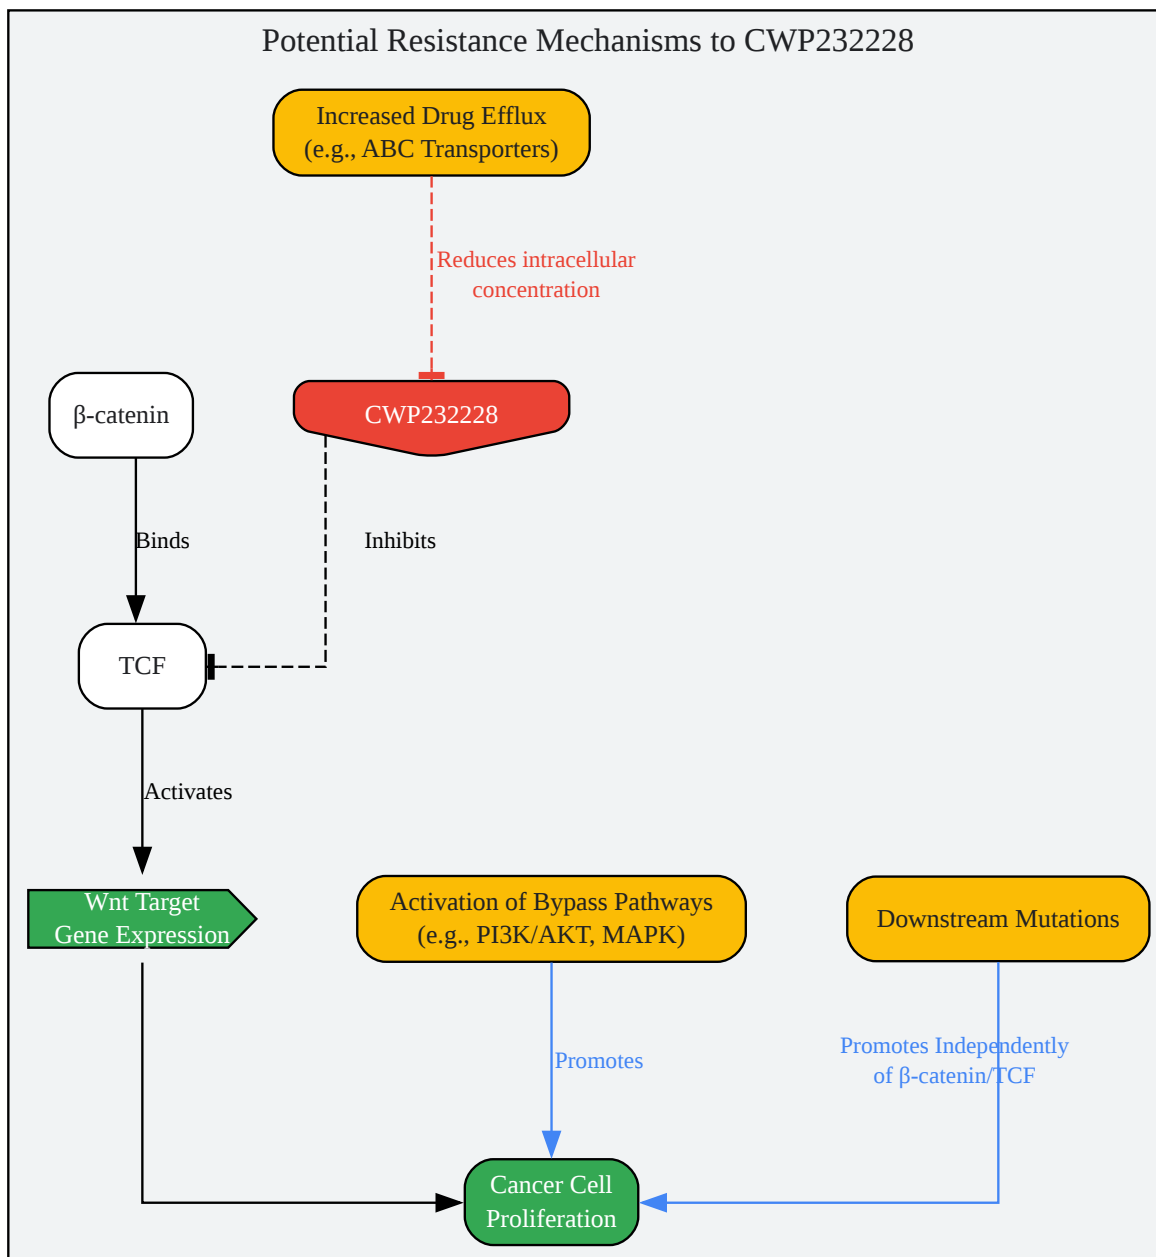 Potential Resistance Mechanisms to CWP232228
Increased Drug Efflux
(e.g., ABC Transporters)
Reduces intracellular
concentration
β-catenin
CWP232228
Binds
Inhibits
TCF
Activates
Wnt Target
Gene Expression
Activation of Bypass Pathways
(e.g., PI3K/AKT, MAPK)
Downstream Mutations
Promotes
Promotes Independently
of β-catenin/TCF
Cancer Cell
Proliferation